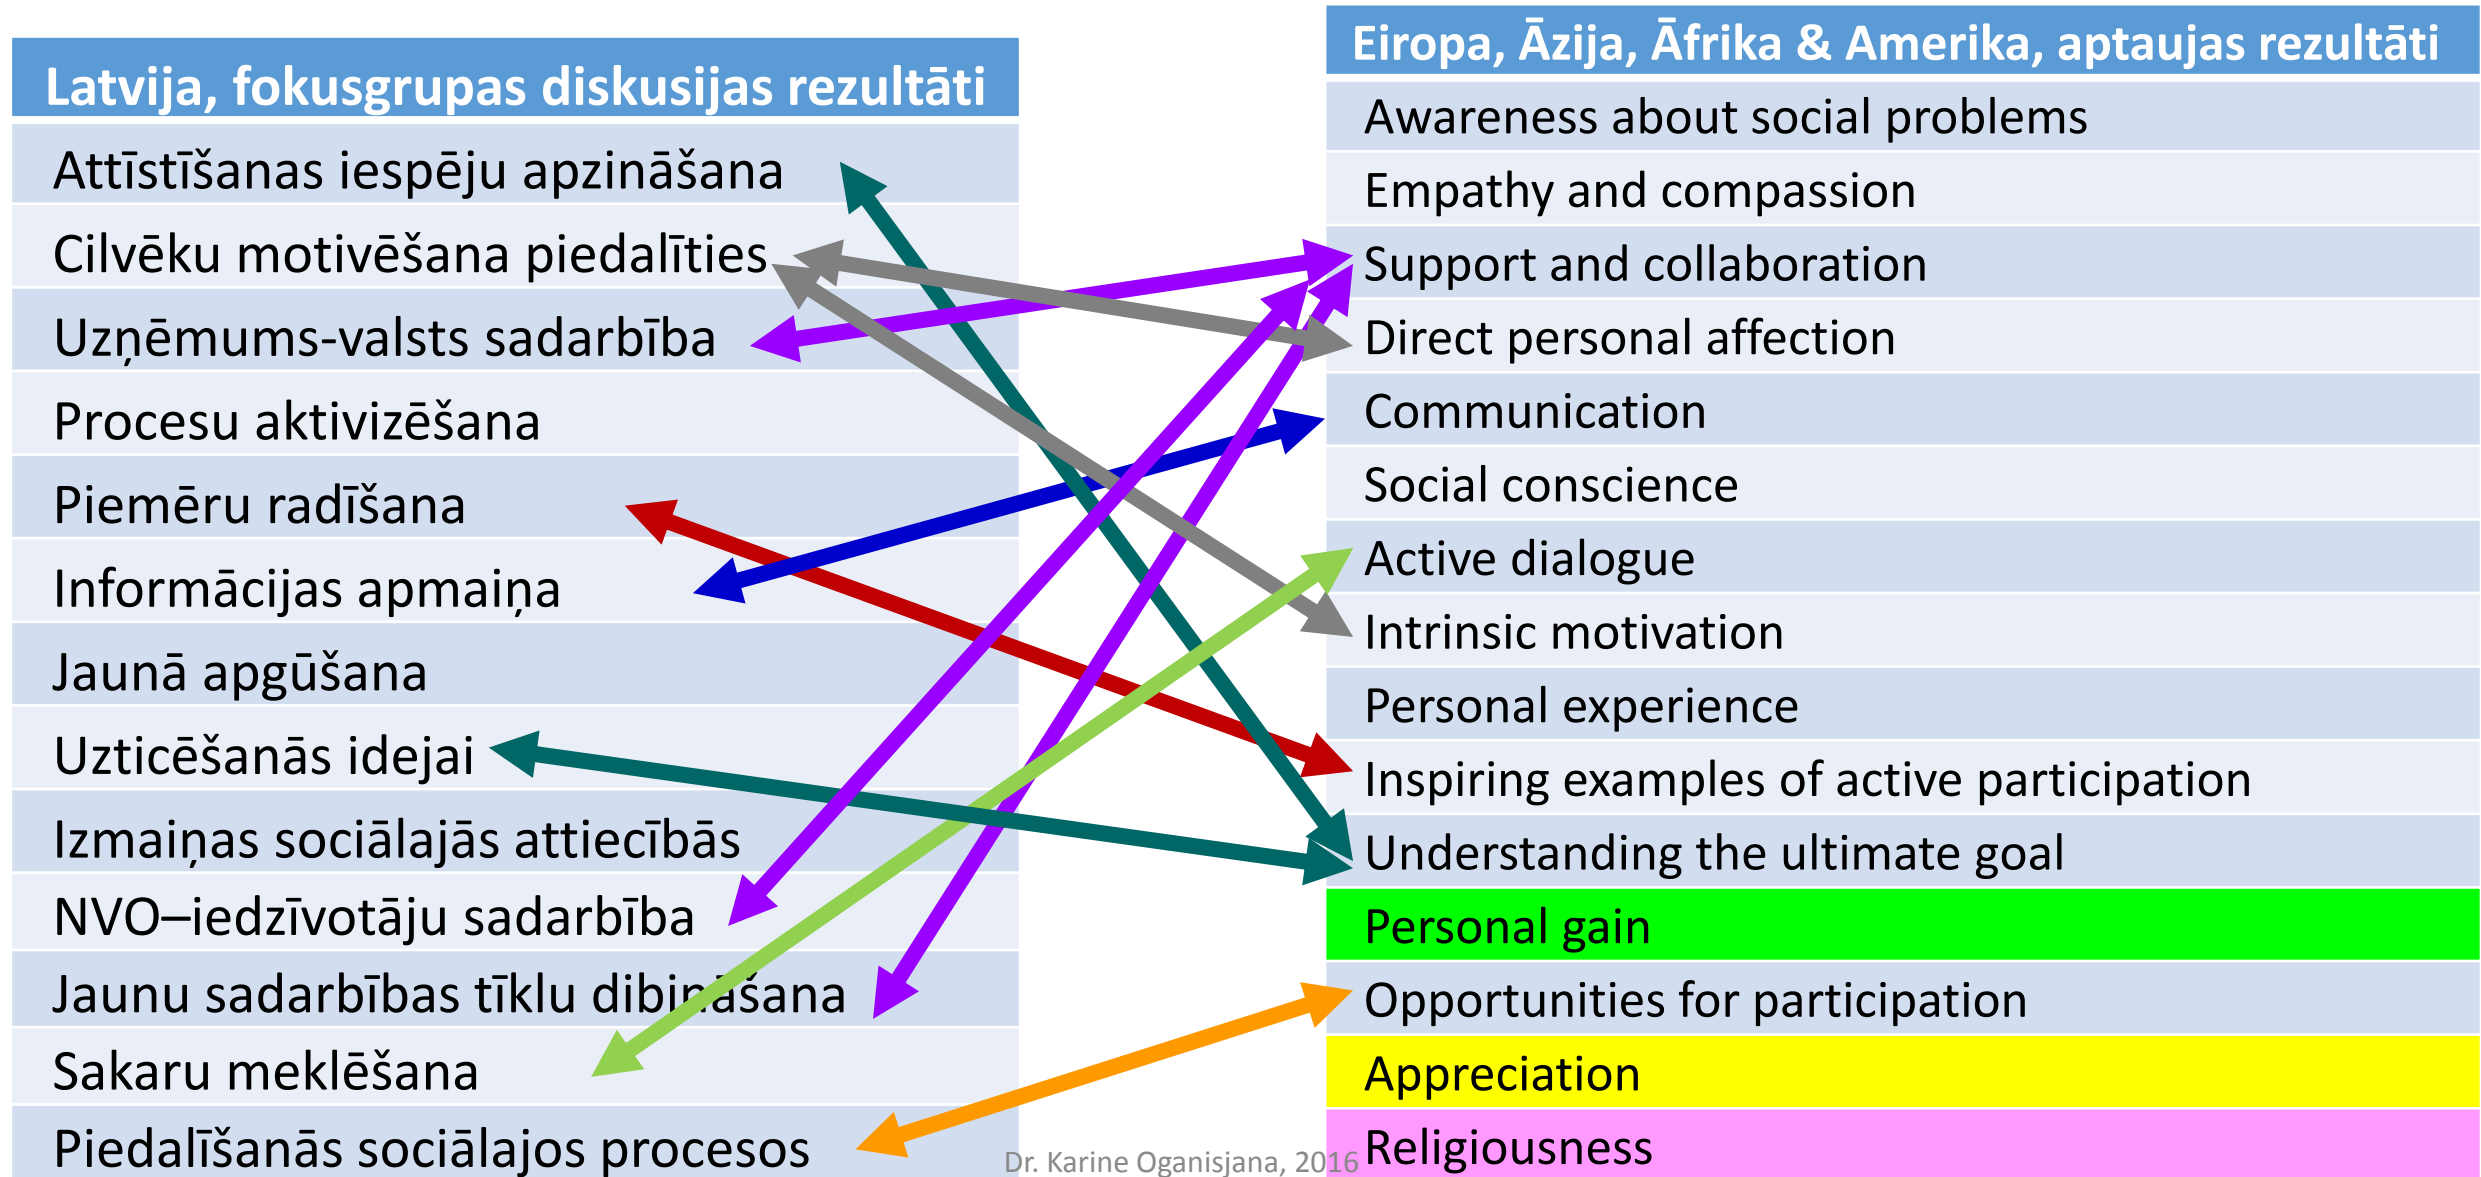 Latvija, fokusgrupas diskusijas rezultāti
Attīstīšanas iespēju apzināšana
Cilvēku motivēšana piedalīties
Uzņēmums-valsts sadarbība
Procesu aktivizēšana
Piemēru radīšana
Informācijas apmaiņa
Jaunā apgūšana
Uzticēšanās idejai
Izmaiņas sociālajās attiecībās
NVO–iedzīvotāju sadarbība
Jaunu sadarbības tīklu dibināšana
Sakaru meklēšana
Piedalīšanās sociālajos procesos
Eiropa, Āzija, Āfrika & Amerika, aptaujas rezultāti
Awareness about social problems
Empathy and compassion
Support and collaboration
Direct personal affection
Communication
Social conscience
Active dialogue
Intrinsic motivation
Personal experience
Inspiring examples of active participation
Understanding the ultimate goal
Personal gain
Opportunities for participation
Appreciation
Religiousness
Dr. Karine Oganisjana, 2016